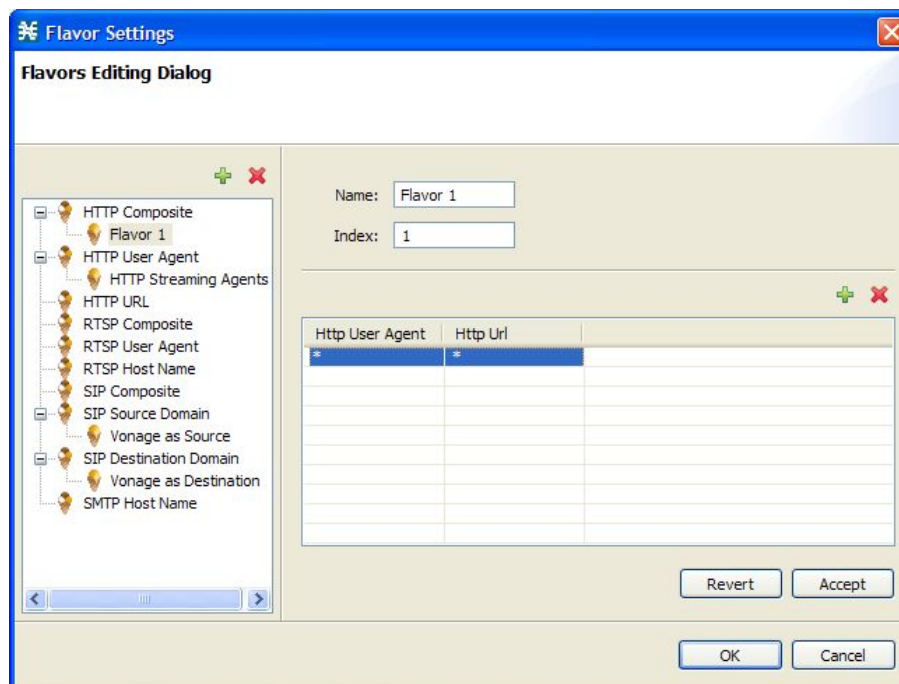 Flavor Settings
Flavors Editing Dialog
HTTP Composite
Flavor 1
HTTP User Agent
HTTP Streaming Agents
HTTP URL
RTSP Composite
RTSP User Agent
RTSP Host Name
SIP Composite
SIP Source Domain
Vonage as Source
SIP Destination Domain
Vonage as Destination
SMTP Host Name
Name: Flavor 1
Index: 1
Http User Agent Http Url
* *
Revert Accept
OK Cancel